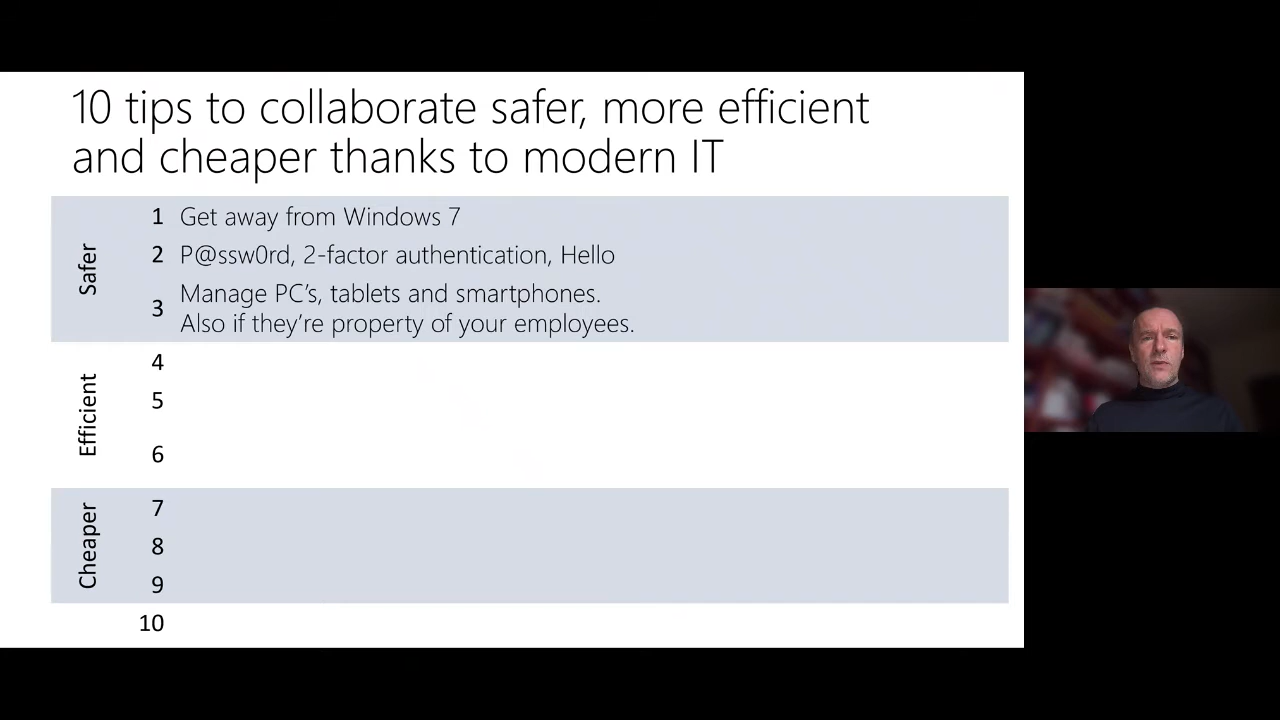 10 tips to collaborate safer, more efficient
and cheaper thanks to modern IT
Safer
1 Get away from Windows 7
2 P@ssw0rd, 2-factor authentication, Hello
3 Manage PC’s, tablets and smartphones.
Also if they’re property of your employees.
Efficient
4
5
6
Cheaper
7
8
9
10